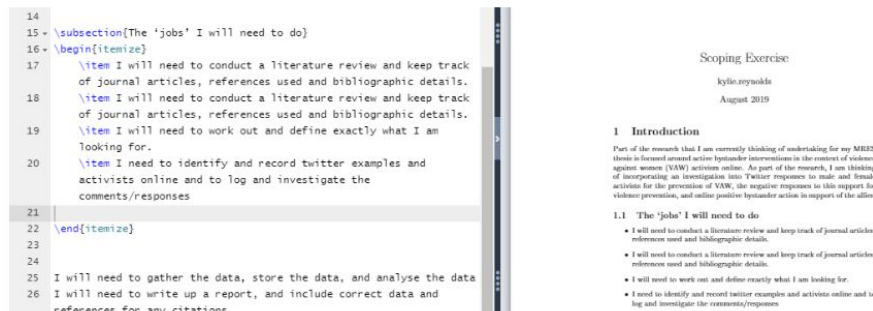 14
15 \subsection{The ‘jobs’ I will need to do}
16 \begin{itemize}
17 \item I will need to conduct a literature review and keep track
of journal articles, references used and bibliographic details.
18 \item I will need to conduct a literature review and keep track
of journal articles, references used and bibliographic details.
19 \item I will need to work out and define exactly what I am
looking for.
20 \item I need to identify and record twitter examples and
activists online and to log and investigate the
comments/responses
21
22 \end{itemize}
23
24
25 I will need to gather the data, store the data, and analyse the data
26 I will need to write up a report, and include correct data and
references for any citations
Scoping Exercise
kylie.reynolds
August 2019
1 Introduction
Part of the research that I am currently thinking of undertaking for my MRES
thesis is focused around active bystander interventions in the context of violence
against women (VAW) activism online. As part of the research, I am thinking
of incorporating an investigation into Twitter responses to male and female
activists for the prevention of VAW, the negative responses to this support for
violence prevention, and online positive bystander action in support of the allies
1.1 The ‘jobs’ I will need to do
• I will need to conduct a literature review and keep track of journal articles
references used and bibliographic details.
• I will need to conduct a literature review and keep track of journal articles
references used and bibliographic details.
• I will need to work out and define exactly what I am looking for.
• I need to identify and record twitter examples and activists online and to
log and investigate the comments/responses